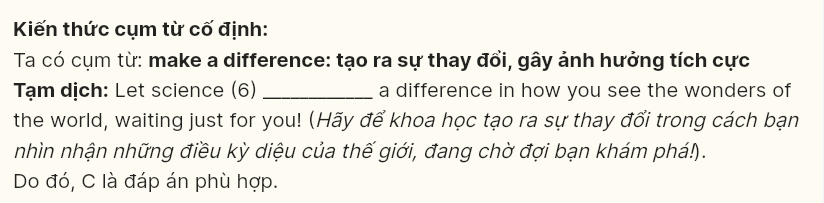 Kiến thức cụm từ cố định:
Ta có cụm từ: make a difference: tạo ra sự thay đổi, gây ảnh hưởng tích cực
Tạm dịch: Let science (6) ____________ a difference in how you see the wonders of
the world, waiting just for you! (Hãy để khoa học tạo ra sự thay đổi trong cách bạn
nhìn nhận những điều kỳ diệu của thế giới, đang chờ đợi bạn khám phá!).
Do đó, C là đáp án phù hợp.